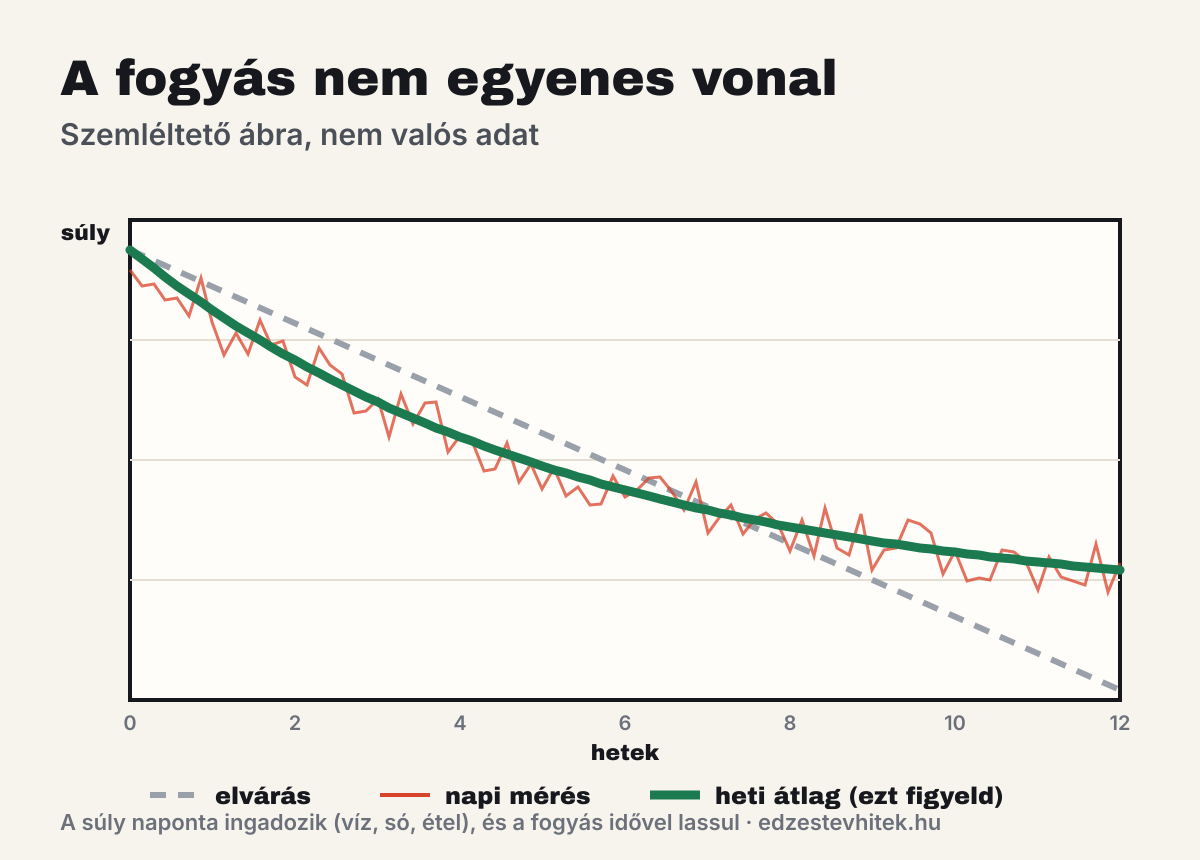 A fogyás nem egyenes vonal
Szemléltető ábra, nem valós adat
súly
0 2 4 6 8 10 12
hetek
elvárás napi mérés heti átlag (ezt figyeld)
A súly naponta ingadozik (víz, só, étel), és a fogyás idővel lassul · edzestevhitek.hu